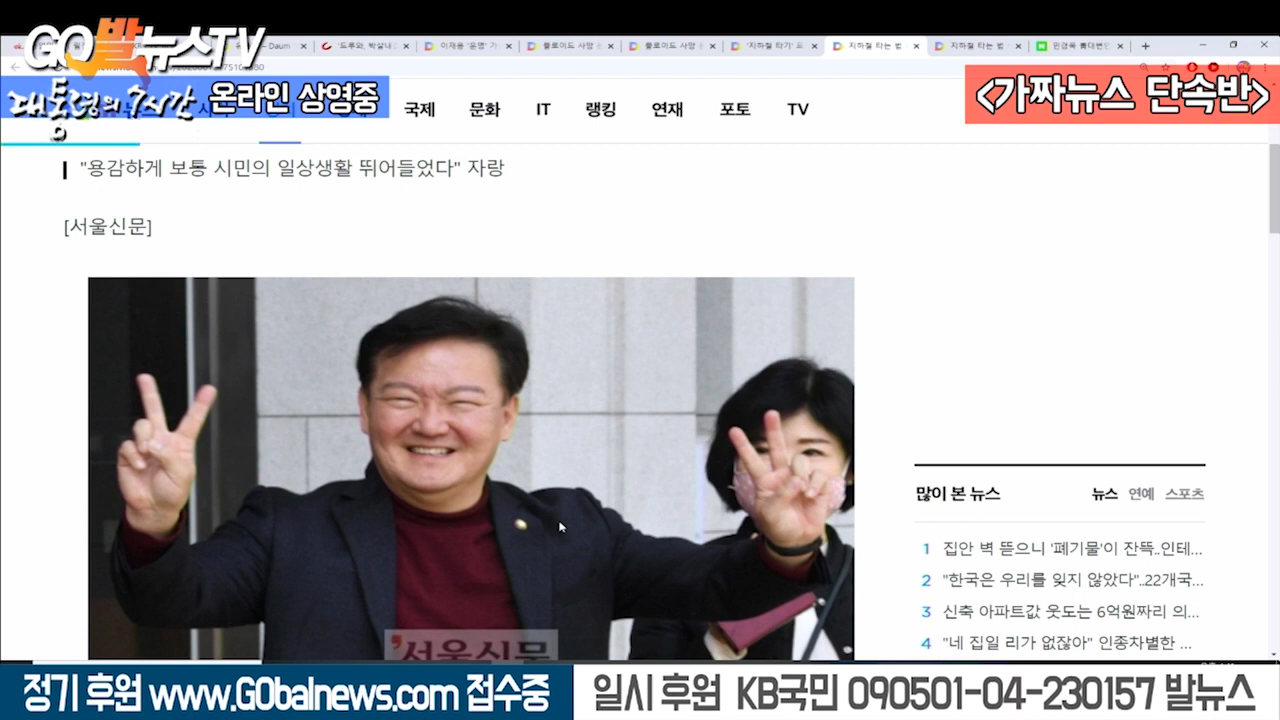 GO발뉴스TV
대통령의 7시간
온라인 상영중
<가짜뉴스 단속반>
국제 문화 IT 랭킹 연재 포토 TV
"용감하게 보통 시민의 일상생활 뛰어들었다" 자랑
[서울신문]
서울신문
많이 본 뉴스
뉴스 연예 스포츠
1 집안 벽 뜯으니 '폐기물'이 잔뜩..인테...
2 "한국은 우리를 잊지 않았다"..22개국...
3 신축 아파트값 웃도는 6억원짜리 의...
4 "네 집일 리가 없잖아" 인종차별한 ...
정기 후원 www.GObalnews.com 접수중
일시 후원 KB국민 090501-04-230157 발뉴스